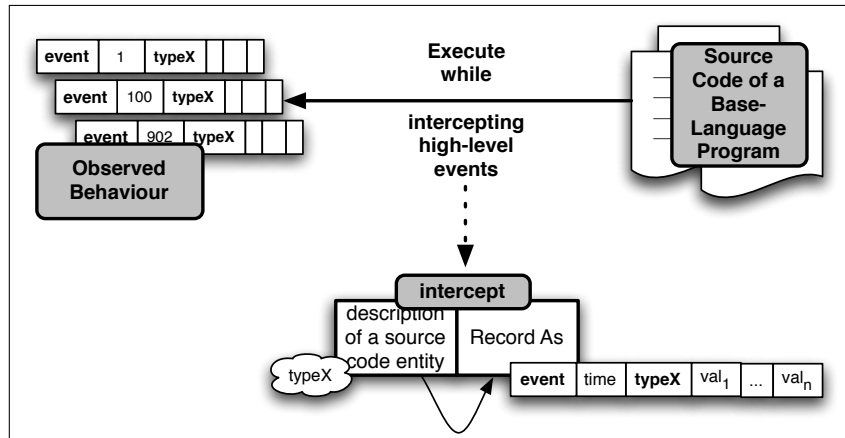 event 1 typeX
event 100 typeX
event 902 typeX
Observed
Behaviour
Execute
while
intercepting
high-level
events
Source
Code of a
Base-
Language
Program
intercept
description
of a source
code entity
Record As
typeX
event time typeX val1 ... valn